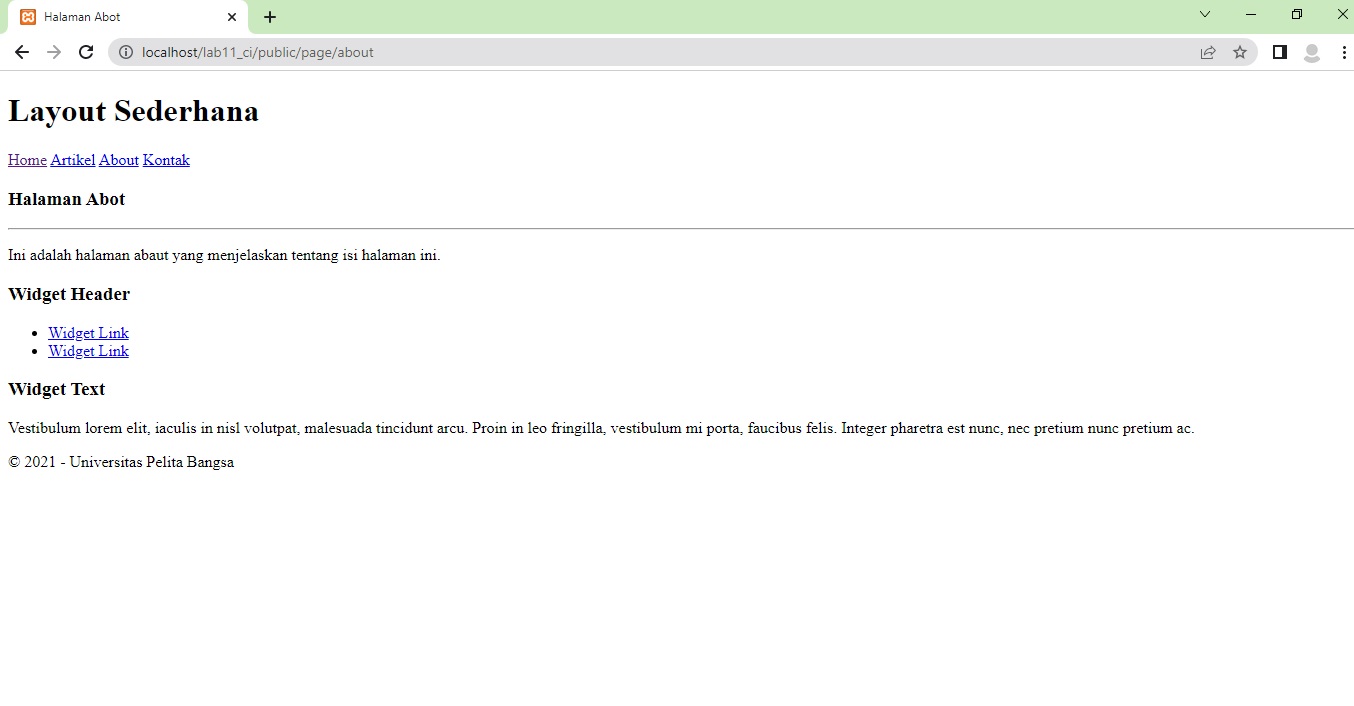 Halaman Abot
localhost/lab11_ci/public/page/about
Layout Sederhana
Home Artikel About Kontak
Halaman Abot
Ini adalah halaman abaut yang menjelaskan tentang isi halaman ini.
Widget Header
Widget Link
Widget Link
Widget Text
Vestibulum lorem elit, iaculis in nisl volutpat, malesuada tincidunt arcu. Proin in leo fringilla, vestibulum mi porta, faucibus felis. Integer pharetra est nunc, nec pretium nunc pretium ac.
© 2021 - Universitas Pelita Bangsa